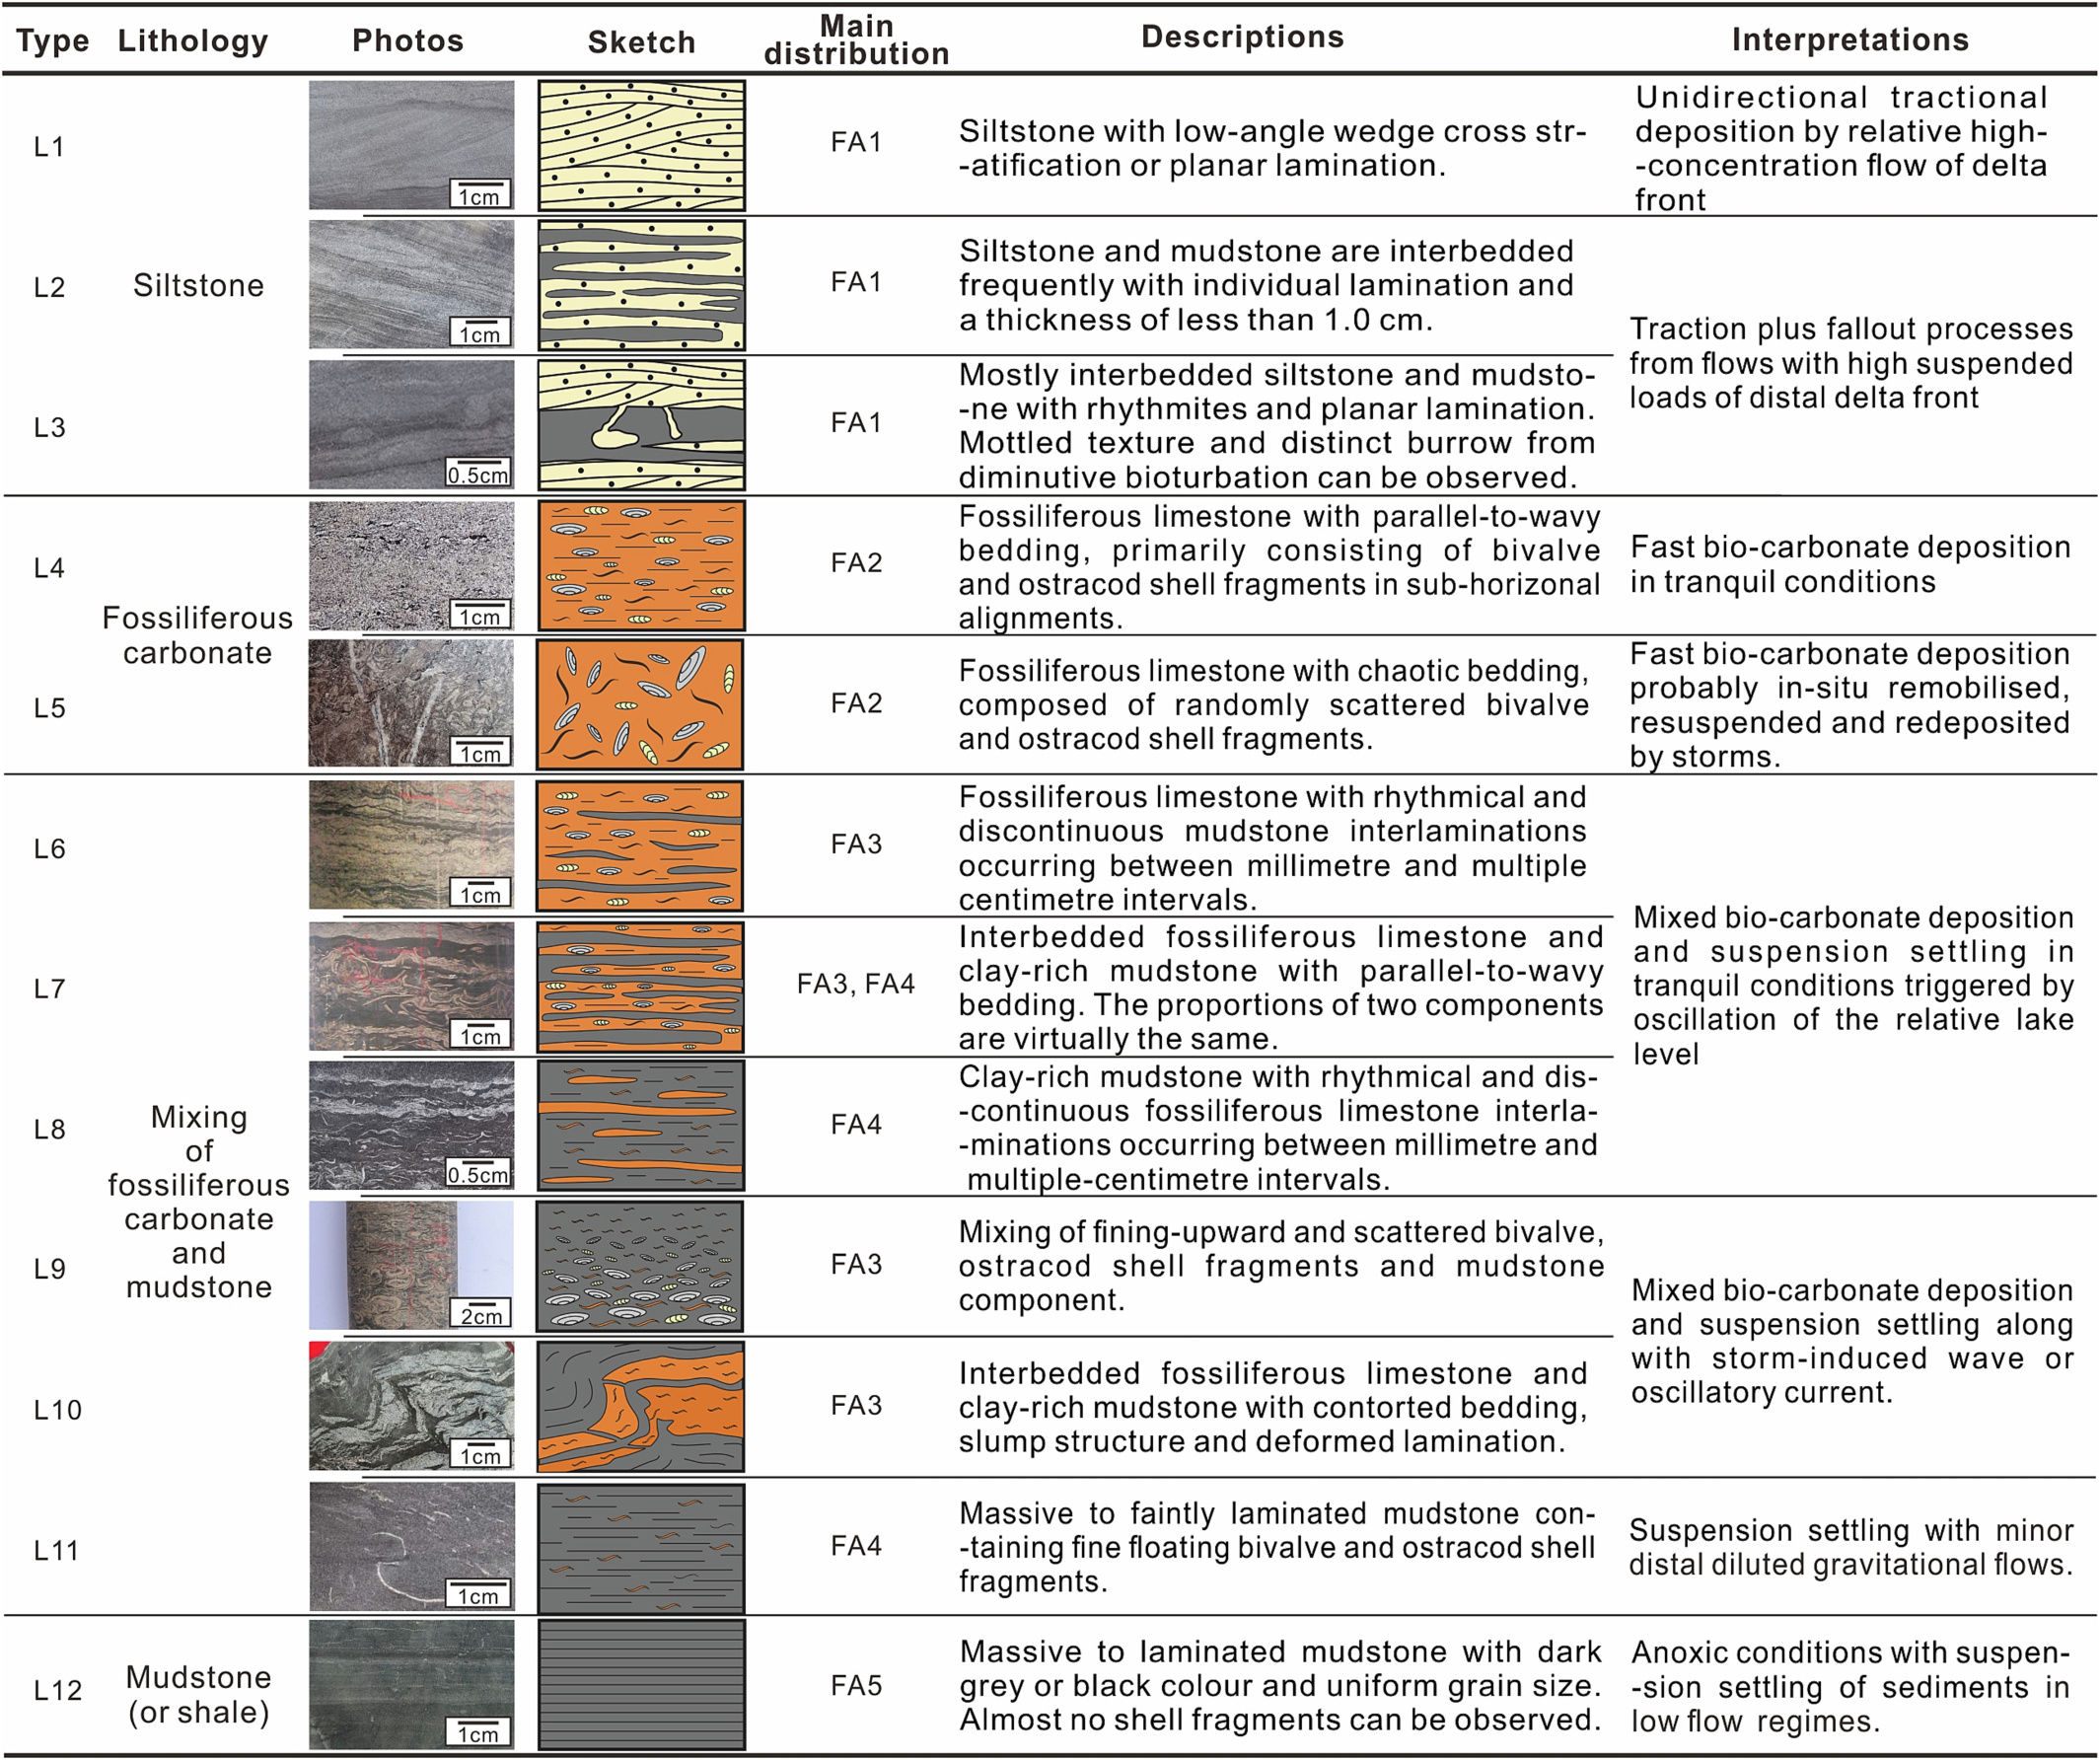 Type Lithology Photos Sketch Main distribution Descriptions Interpretations
L1
1cm
FA1
Siltstone with low-angle wedge cross str-
-atification or planar lamination.
Unidirectional tractional
deposition by relative high-
-concentration flow of delta
front
L2
Siltstone
1cm
FA1
Siltstone and mudstone are interbedded
frequently with individual lamination and
a thickness of less than 1.0 cm.
Traction plus fallout processes
from flows with high suspended
loads of distal delta front
L3
0.5cm
FA1
Mostly interbedded siltstone and mudsto-
-ne with rhythmites and planar lamination.
Mottled texture and distinct burrow from
diminutive bioturbation can be observed.
L4
Fossiliferous
carbonate
1cm
FA2
Fossiliferous limestone with parallel-to-wavy
bedding, primarily consisting of bivalve
and ostracod shell fragments in sub-horizonal
alignments.
Fast bio-carbonate deposition
in tranquil conditions
L5
1cm
FA2
Fossiliferous limestone with chaotic bedding,
composed of randomly scattered bivalve
and ostracod shell fragments.
Fast bio-carbonate deposition
probably in-situ remobilised,
resuspended and redeposited
by storms.
L6
1cm
FA3
Fossiliferous limestone with rhythmical and
discontinuous mudstone interlaminations
occurring between millimetre and multiple
centimetre intervals.
Mixed bio-carbonate deposition
and suspension settling in
tranquil conditions triggered by
oscillation of the relative lake
level
L7
1cm
FA3, FA4
Interbedded fossiliferous limestone and
clay-rich mudstone with parallel-to-wavy
bedding. The proportions of two components
are virtually the same.
L8
Mixing
of
fossiliferous
carbonate
and
mudstone
0.5cm
FA4
Clay-rich mudstone with rhythmical and dis-
-continuous fossiliferous limestone interla-
-minations occurring between millimetre and
multiple-centimetre intervals.
L9
2cm
FA3
Mixing of fining-upward and scattered bivalve,
ostracod shell fragments and mudstone
component.
Mixed bio-carbonate deposition
and suspension settling along
with storm-induced wave or
oscillatory current.
L10
1cm
FA3
Interbedded fossiliferous limestone and
clay-rich mudstone with contorted bedding,
slump structure and deformed lamination.
L11
1cm
FA4
Massive to faintly laminated mudstone con-
-taining fine floating bivalve and ostracod shell
fragments.
Suspension settling with minor
distal diluted gravitational flows.
L12
Mudstone
(or shale)
1cm
FA5
Massive to laminated mudstone with dark
grey or black colour and uniform grain size.
Almost no shell fragments can be observed.
Anoxic conditions with suspen-
-sion settling of sediments in
low flow regimes.